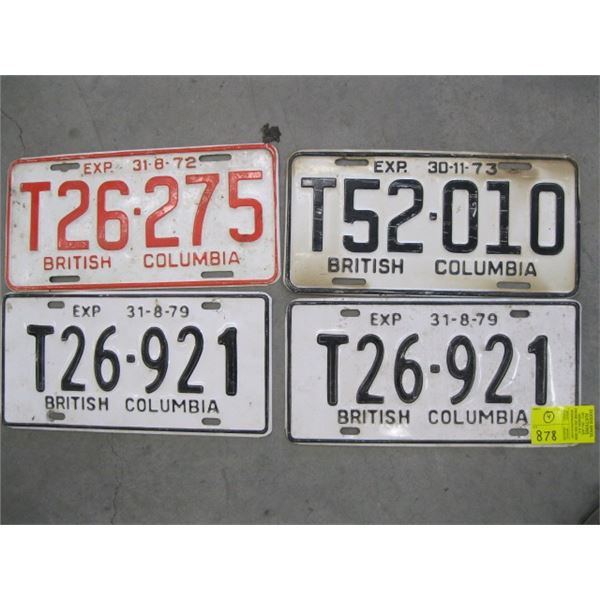 EXP. 31-8-72
T26-275
BRITISH COLUMBIA
EXP. 30-11-73
T52-010
BRITISH COLUMBIA
EXP 31-8-79
T26-921
BRITISH COLUMBIA
EXP 31-8-79
T26-921
BRITISH COLUMBIA
878